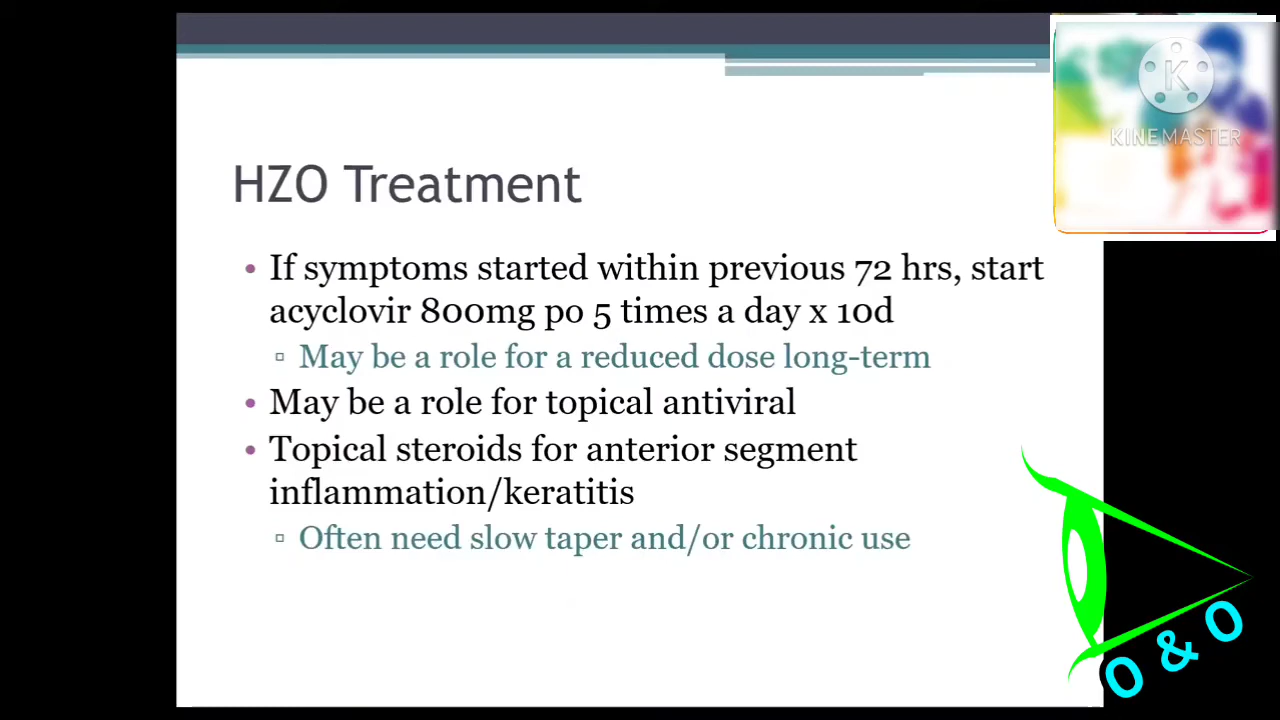 K
KINEMASTER
HZO Treatment
• If symptoms started within previous 72 hrs, start
acyclovir 800mg po 5 times a day x 10d
▫ May be a role for a reduced dose long-term
• May be a role for topical antiviral
• Topical steroids for anterior segment
inflammation/keratitis
▫ Often need slow taper and/or chronic use
O & O